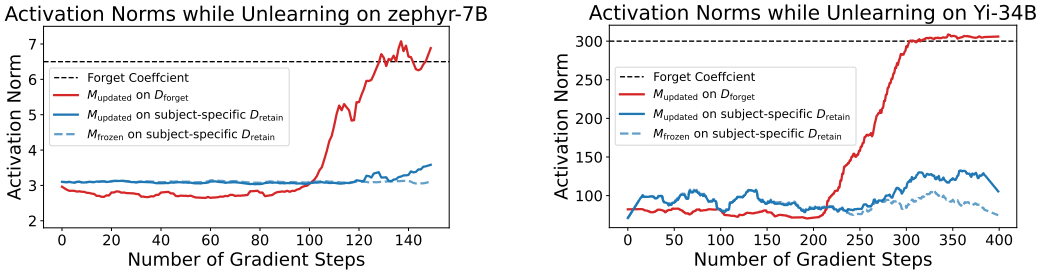 Activation Norms while Unlearning on zephyr-7B
Activation Norm
7
6
5
4
3
2
Forget Coeffcient
M_updated on D_forget
M_updated on subject-specific D_retain
M_frozen on subject-specific D_retain
0 20 40 60 80 100 120 140
Number of Gradient Steps
Activation Norms while Unlearning on Yi-34B
Activation Norm
300
250
200
150
100
Forget Coeffcient
M_updated on D_forget
M_updated on subject-specific D_retain
M_frozen on subject-specific D_retain
0 50 100 150 200 250 300 350 400
Number of Gradient Steps